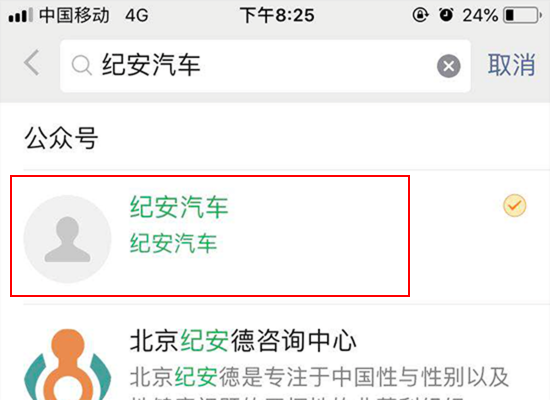 中国移动 4G 下午8:25 24%
纪安汽车 取消
公众号
纪安汽车
纪安汽车
北京纪安德咨询中心
北京纪安德是专注于中国性与性别以及